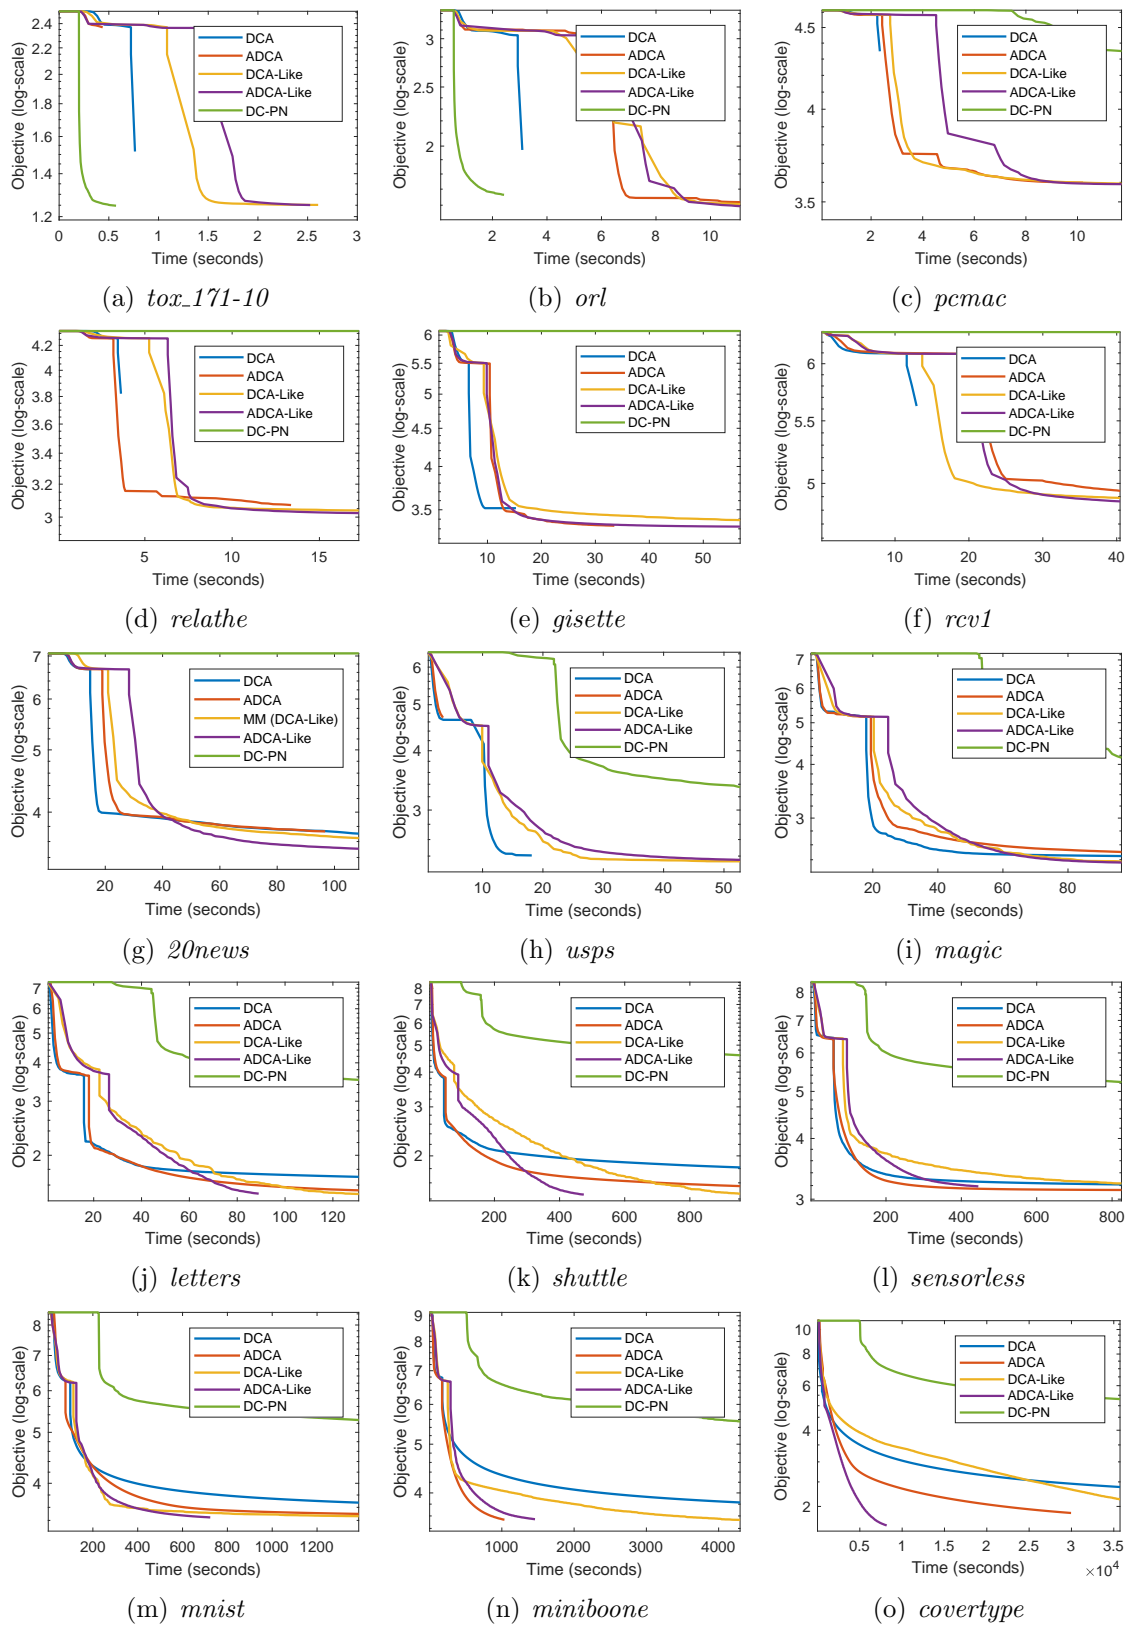 Objective (log-scale)
2.4
2.2
2
1.8
1.6
1.4
1.2
0 0.5 1 1.5 2 2.5 3
Time (seconds)
DCA
ADCA
DCA-Like
ADCA-Like
DC-PN
(a) tox_171-10
Objective (log-scale)
3
2
2 4 6 8 10
Time (seconds)
DCA
ADCA
DCA-Like
ADCA-Like
DC-PN
(b) orl
Objective (log-scale)
4.5
4
3.5
2 4 6 8 10
Time (seconds)
DCA
ADCA
DCA-Like
ADCA-Like
DC-PN
(c) pcmac
Objective (log-scale)
4.2
4
3.8
3.6
3.4
3.2
3
5 10 15
Time (seconds)
DCA
ADCA
DCA-Like
ADCA-Like
DC-PN
(d) relathe
Objective (log-scale)
6
5.5
5
4.5
4
3.5
10 20 30 40 50
Time (seconds)
DCA
ADCA
DCA-Like
ADCA-Like
DC-PN
(e) gisette
Objective (log-scale)
6
5.5
5
10 20 30 40
Time (seconds)
DCA
ADCA
DCA-Like
ADCA-Like
DC-PN
(f) rcv1
Objective (log-scale)
7
6
5
4
20 40 60 80 100
Time (seconds)
DCA
ADCA
MM (DCA-Like)
ADCA-Like
DC-PN
(g) 20news
Objective (log-scale)
6
5
4
3
10 20 30 40 50
Time (seconds)
DCA
ADCA
DCA-Like
ADCA-Like
DC-PN
(h) usps
Objective (log-scale)
7
6
5
4
3
20 40 60 80
Time (seconds)
DCA
ADCA
DCA-Like
ADCA-Like
DC-PN
(i) magic
Objective (log-scale)
7
6
5
4
3
2
20 40 60 80 100 120
Time (seconds)
DCA
ADCA
DCA-Like
ADCA-Like
DC-PN
(j) letters
Objective (log-scale)
8
7
6
5
4
3
2
200 400 600 800
Time (seconds)
DCA
ADCA
DCA-Like
ADCA-Like
DC-PN
(k) shuttle
Objective (log-scale)
8
7
6
5
4
3
200 400 600 800
Time (seconds)
DCA
ADCA
DCA-Like
ADCA-Like
DC-PN
(l) sensorless
Objective (log-scale)
8
7
6
5
4
200 400 600 800 1000 1200
Time (seconds)
DCA
ADCA
DCA-Like
ADCA-Like
DC-PN
(m) mnist
Objective (log-scale)
9
8
7
6
5
4
1000 2000 3000 4000
Time (seconds)
DCA
ADCA
DCA-Like
ADCA-Like
DC-PN
(n) miniboone
Objective (log-scale)
10
8
6
4
2
0.5 1 1.5 2 2.5 3 3.5
Time (seconds)
×10⁴
DCA
ADCA
DCA-Like
ADCA-Like
DC-PN
(o) covertype